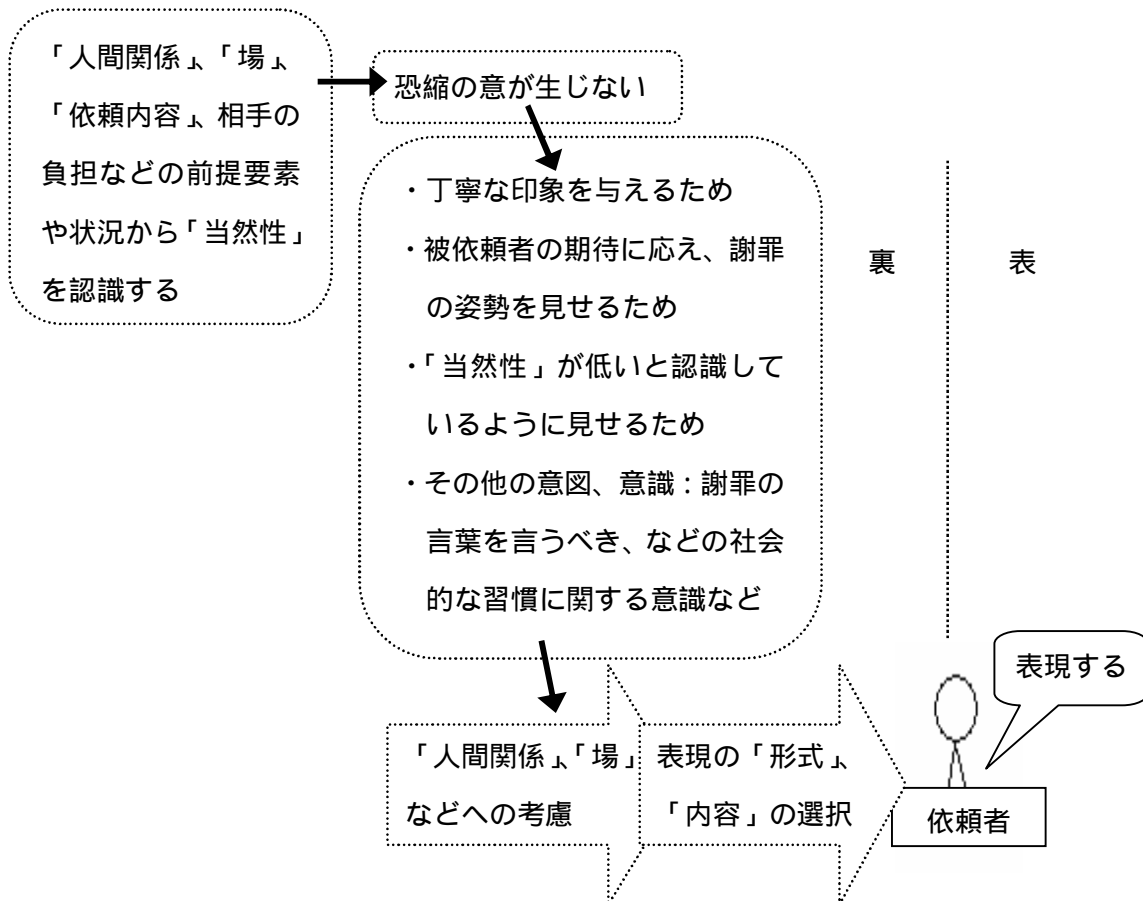 「人間関係」、「場」、
「依頼内容」、相手の
負担などの前提要素
や状況から「当然性」
を認識する
恐縮の意が生じない
・丁寧な印象を与えるため
・被依頼者の期待に応え、謝罪
の姿勢を見せるため
・「当然性」が低いと認識して
いるように見せるため
・その他の意図、意識：謝罪の
言葉を言うべき、などの社会
的な習慣に関する意識など
裏
表
「人間関係」、「場」
などへの考慮
表現の「形式」、
「内容」の選択
表現する
依頼者